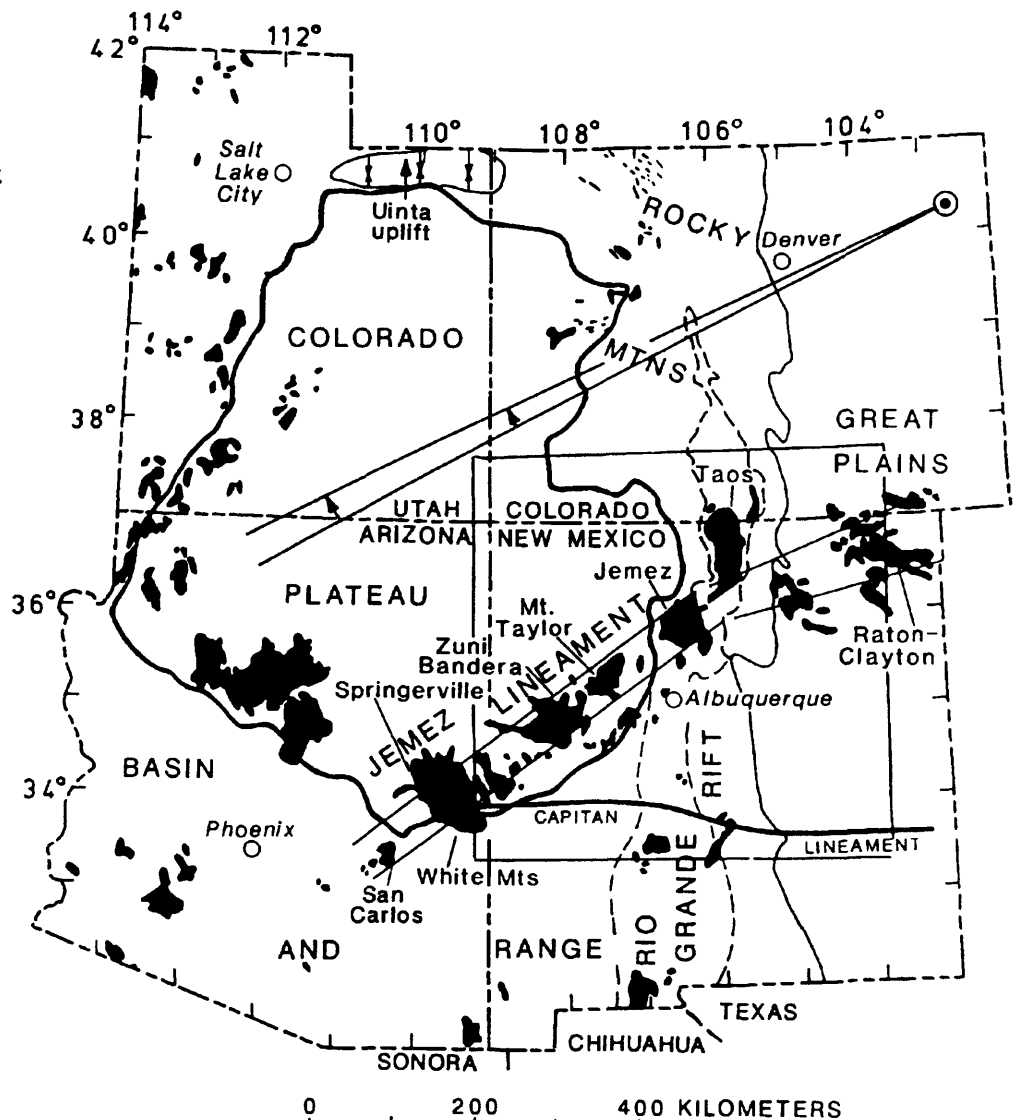 114°
42°
112°
110°
108°
106°
104°
Salt
Lake
City
Uinta
uplift
ROCKY
Denver
40°
COLORADO
MTNS
38°
GREAT
PLAINS
Taos
UTAH
COLORADO
ARIZONA
NEW MEXICO
Jemez
36°
PLATEAU
Mt.
Taylor
Zuni
Bandera
Springerville
JEMEZ LINEAMENT
Raton-
Clayton
Albuquerque
BASIN
34°
RIFT
CAPITAN
LINEAMENT
Phoenix
White Mts
San
Carlos
AND
RANGE
RIO
GRANDE
TEXAS
CHIHUAHUA
SONORA
0 200 400 KILOMETERS